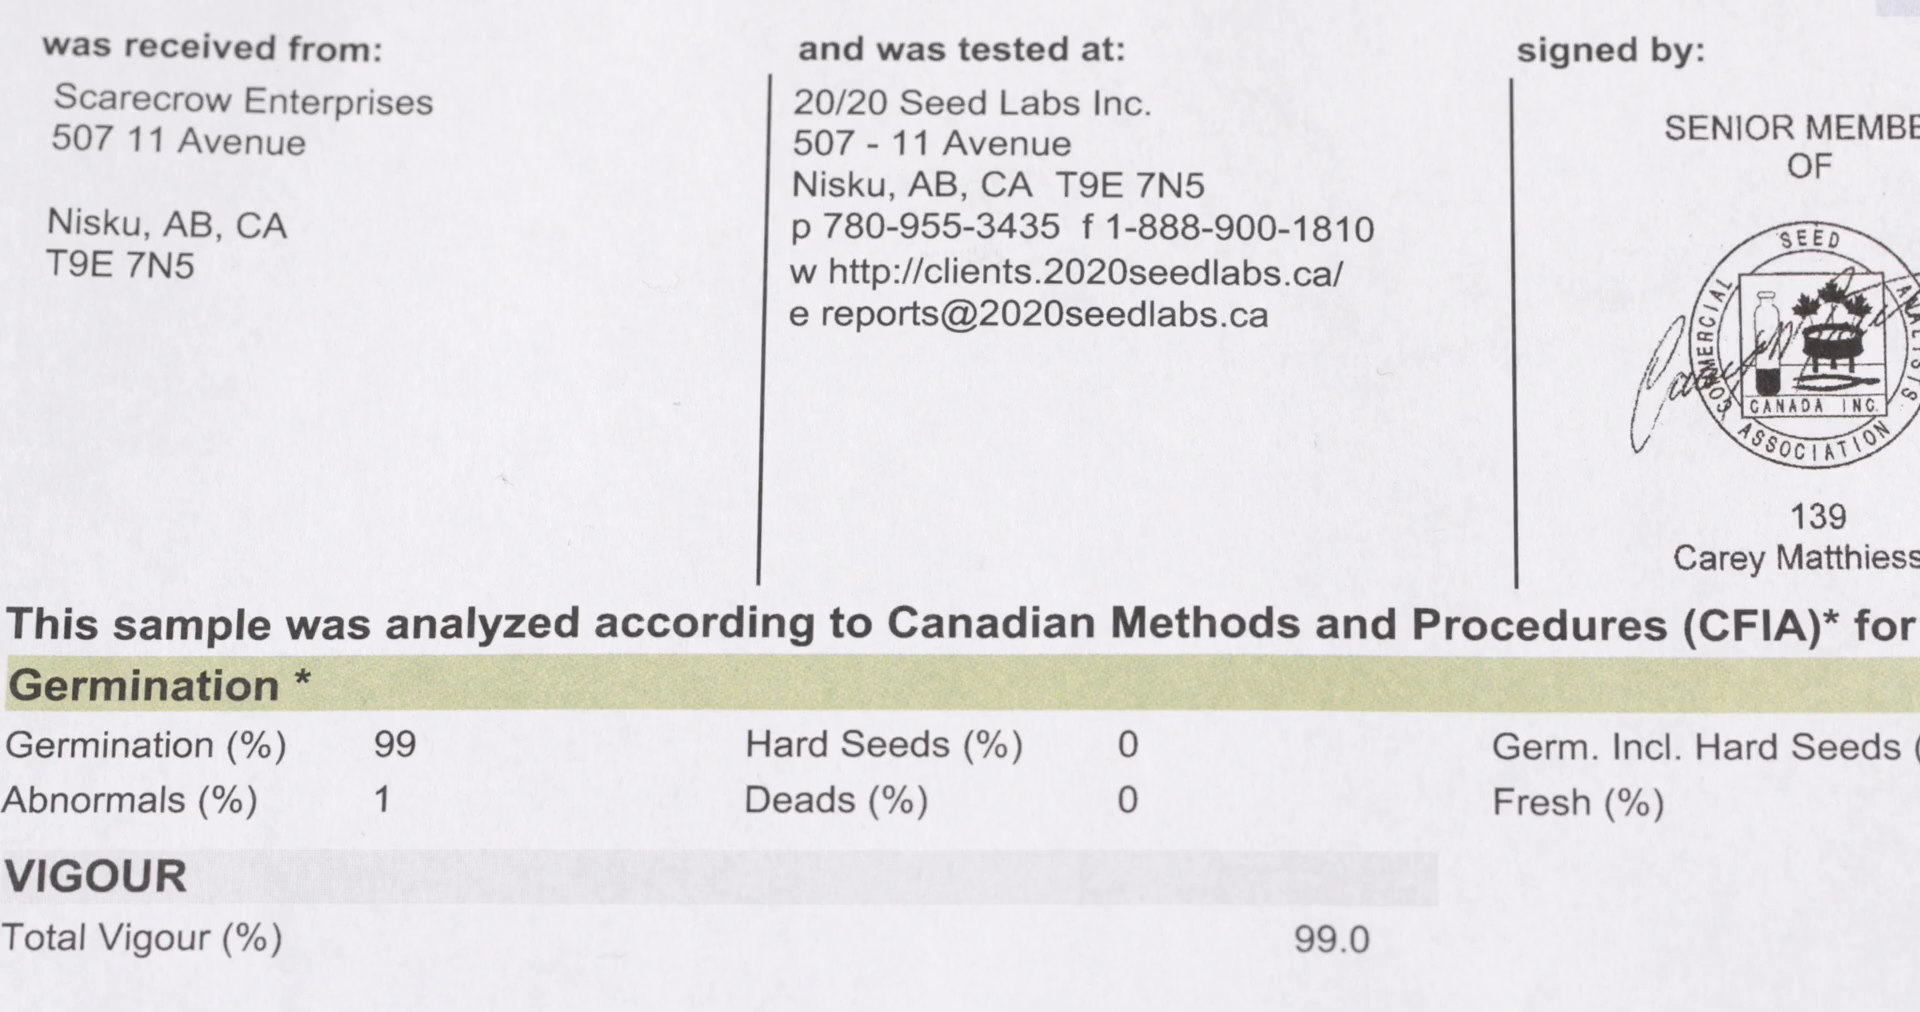 was received from:
Scarecrow Enterprises
507 11 Avenue
Nisku, AB, CA
T9E 7N5
and was tested at:
20/20 Seed Labs Inc.
507 - 11 Avenue
Nisku, AB, CA T9E 7N5
p 780-955-3435 f 1-888-900-1810
w http://clients.2020seedlabs.ca/
e reports@2020seedlabs.ca
signed by:
SENIOR MEMBE
OF
COMMERCIAL SEED ANALYSTS
ASSOCIATION
CANADA INC.
139
Carey Matthiess
This sample was analyzed according to Canadian Methods and Procedures (CFIA)* for
Germination *
Germination (%) 99 Hard Seeds (%) 0 Germ. Incl. Hard Seeds (
Abnormals (%) 1 Deads (%) 0 Fresh (%)
VIGOUR
Total Vigour (%) 99.0